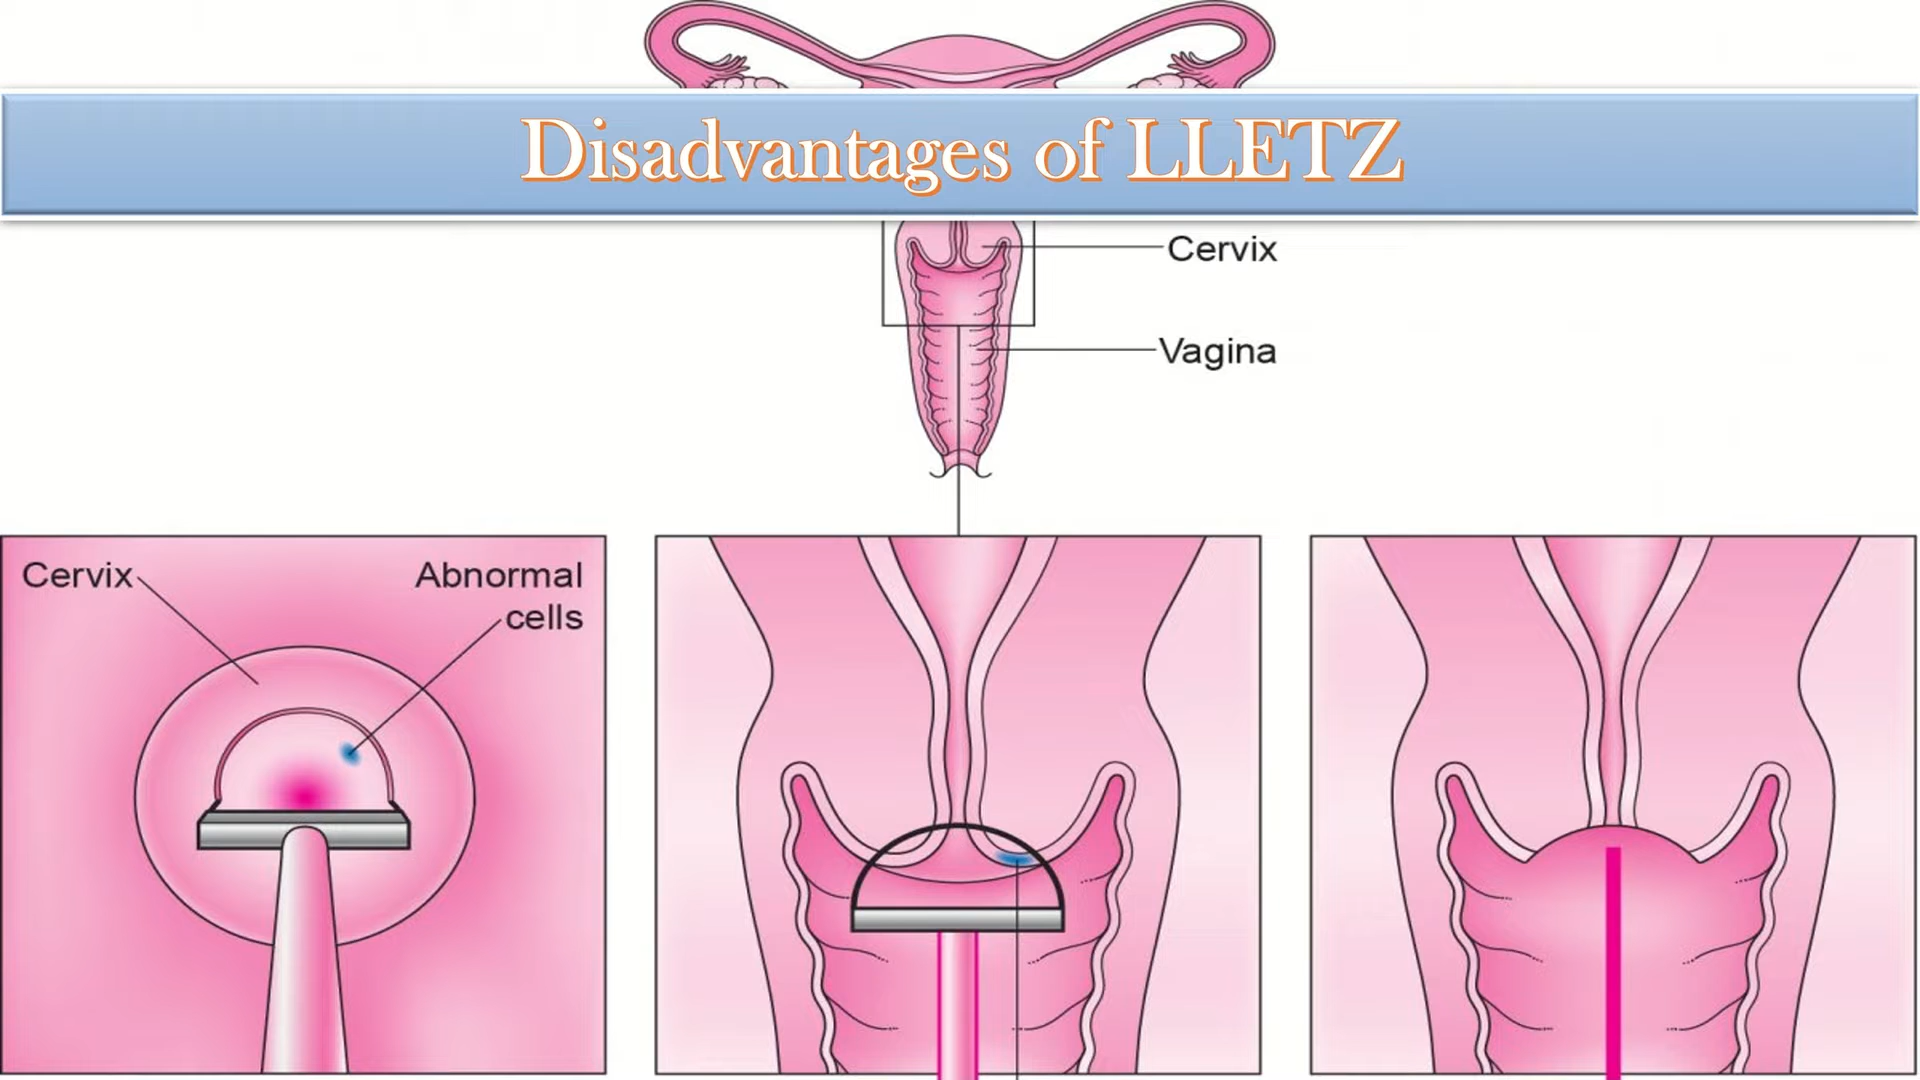 Disadvantages of LLETZ
Cervix
Vagina
Cervix
Abnormal
cells